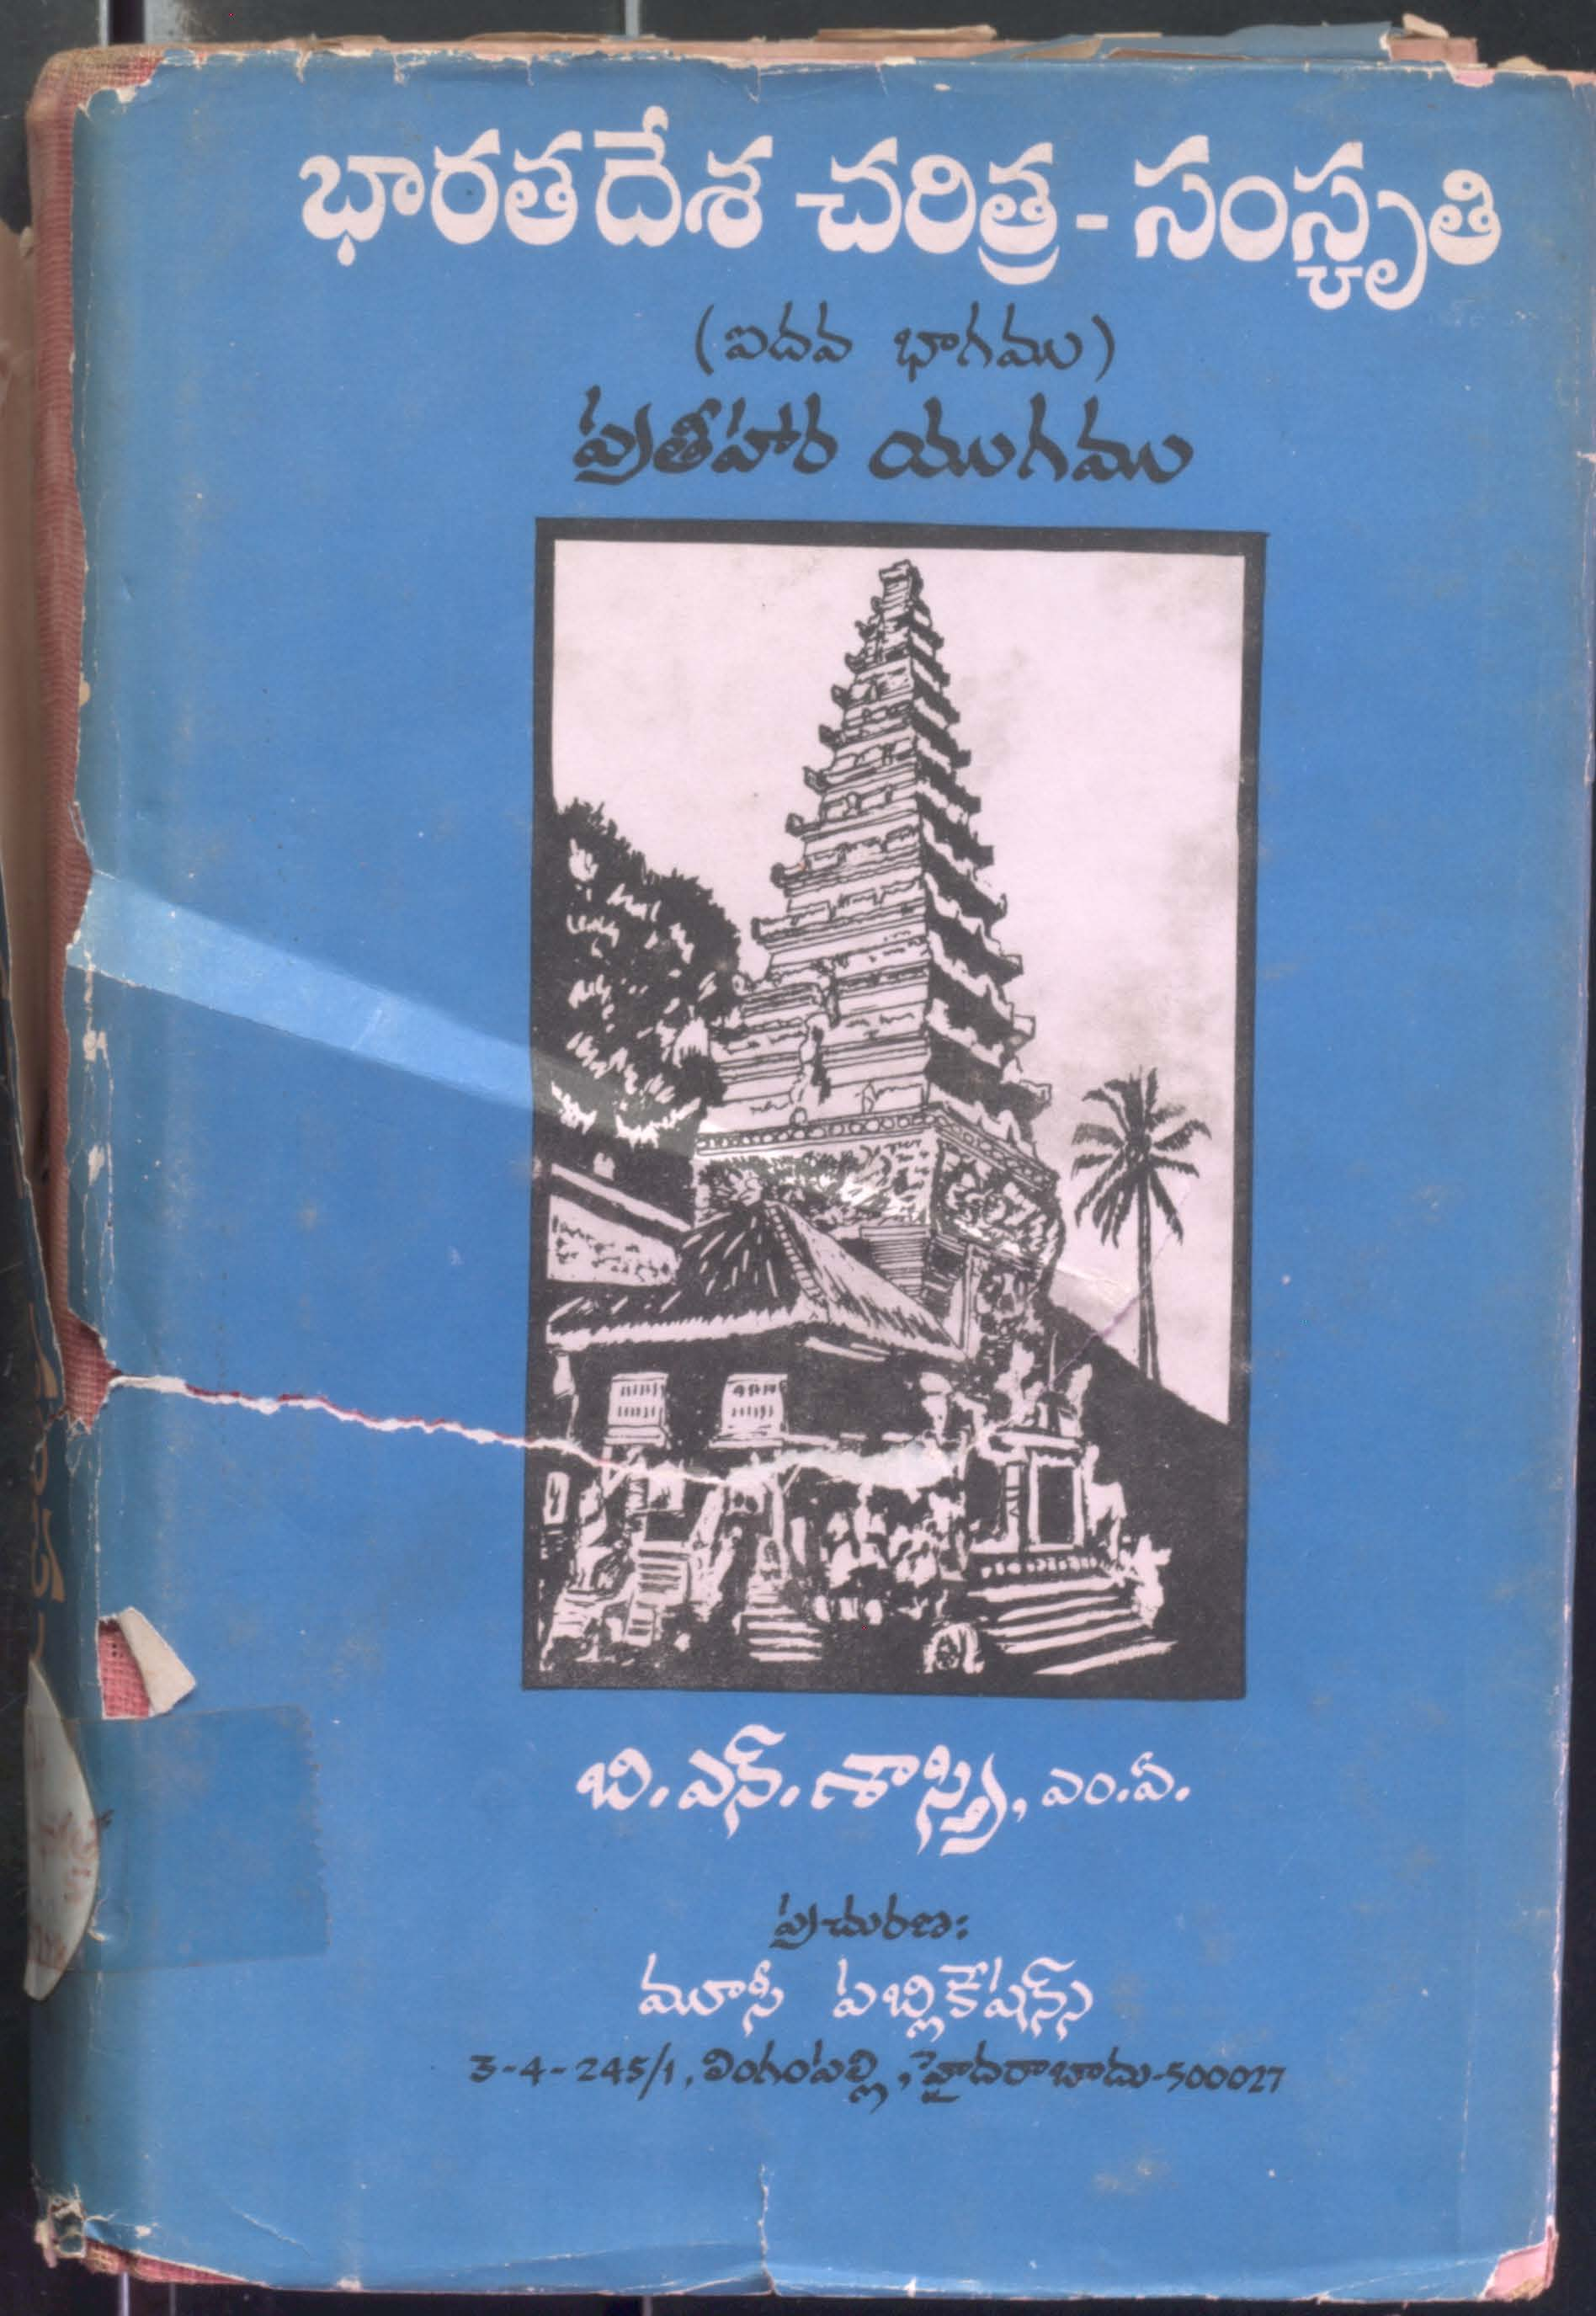 భారతదేశ చరిత్ర - సంస్కృతి
(ఐదవ భాగము)
ప్రతీహార యుగము
బి.ఎన్.శాస్త్రి, ఎం.ఏ.
ప్రచురణ:
మూసీ పబ్లికేషన్స్
3-4-245/1, లింగంపల్లి, హైదరాబాదు-500027